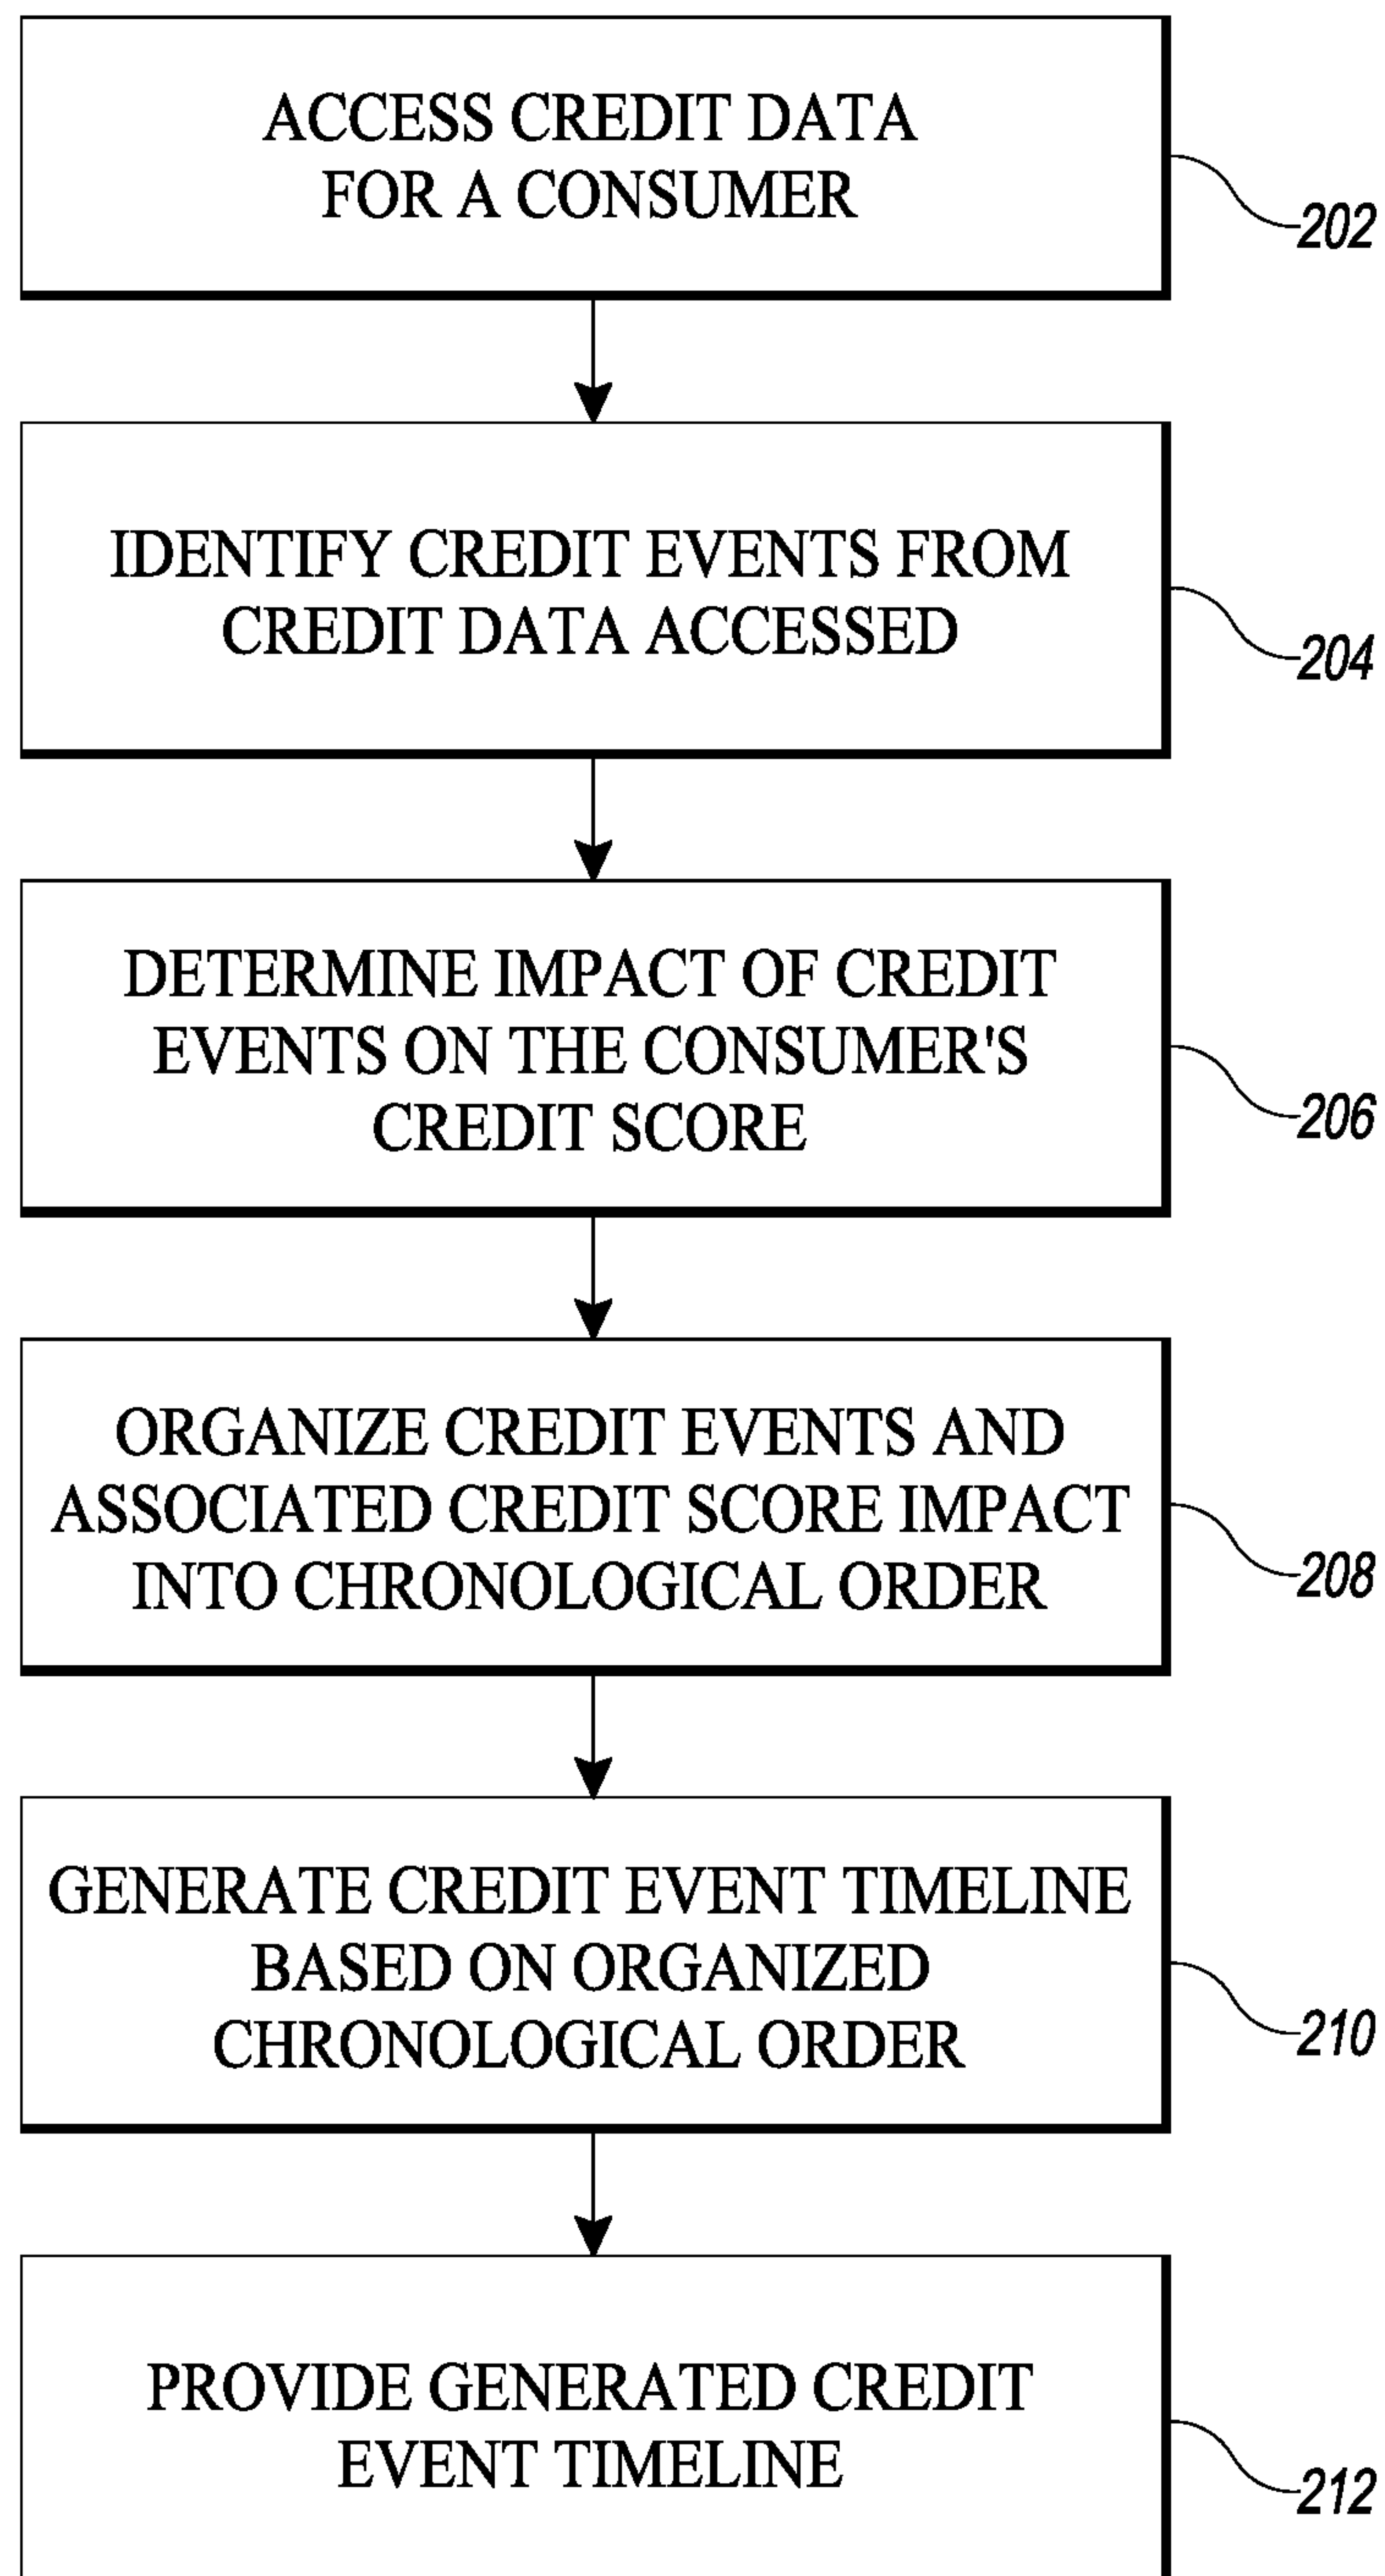 ACCESS CREDIT DATA
FOR A CONSUMER
202
IDENTIFY CREDIT EVENTS FROM
CREDIT DATA ACCESSED
204
DETERMINE IMPACT OF CREDIT
EVENTS ON THE CONSUMER'S
CREDIT SCORE
206
ORGANIZE CREDIT EVENTS AND
ASSOCIATED CREDIT SCORE IMPACT
INTO CHRONOLOGICAL ORDER
208
GENERATE CREDIT EVENT TIMELINE
BASED ON ORGANIZED
CHRONOLOGICAL ORDER
210
PROVIDE GENERATED CREDIT
EVENT TIMELINE
212